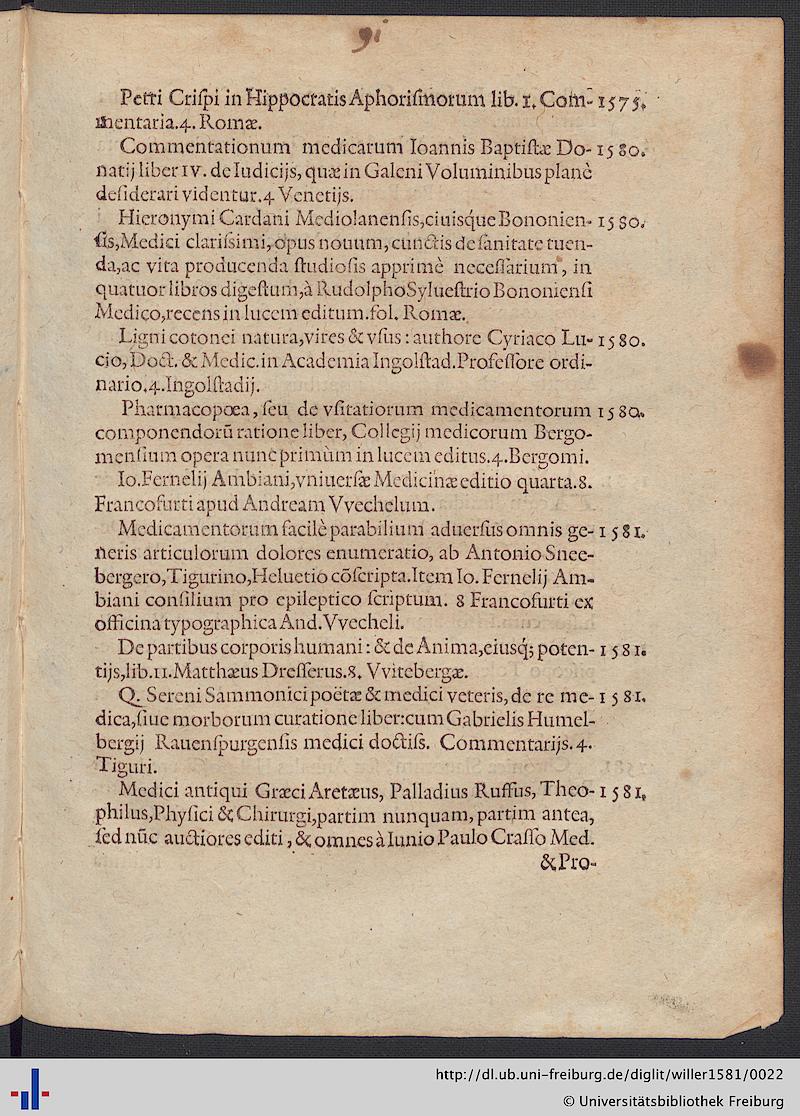 9i
Petri Criſpi in Hippocratis Aphoriſmorum lib. 1. Com- 1575.
mentaria.4. Romæ.
Commentationum medicarum Ioannis Baptiſtæ Do- 1580.
natij liber IV. de Iudicijs, quæ in Galeni Voluminibus planè
deſiderari videntur.4 Venetijs.
Hieronymi Cardani Mediolanenſis,ciuisque Bononien- 1580.
ſis,Medici clariſsimi,opus nouum, cunctis de ſanitate tuen-
da,ac vita producenda ſtudioſis apprimè neceſſarium, in
quatuor libros digeſtum,à Rudolpho Sylueſtrio Bononienſi
Medico,recens in lucem editum.fol. Romæ.
Ligni cotonei natura,vires & vſus : authore Cyriaco Lu- 1580.
cio, Doct. & Medic.in Academia Ingolſtad.Profeſſore ordi-
nario.4.Ingolſtadij.
Pharmacopœa, ſeu de vſitatiorum medicamentorum 1580.
componendorũ ratione liber, Collegij medicorum Bergo-
menſium opera nunc primùm in lucem editus.4.Bergomi.
Io.Fernelij Ambiani,vniuerſæ Medicinæ editio quarta.8.
Francofurti apud Andream Vvechelum.
Medicamentorum facilè parabilium aduerſus omnis ge- 1581.
neris articulorum dolores enumeratio, ab Antonio Snee-
bergero,Tigurino,Heluetio cõſcripta.Item Io. Fernelij Am-
biani conſilium pro epileptico ſcriptum. 8 Francofurti ex
officina typographica And.Vvecheli.
De partibus corporis humani : & de Anima,eiusq́; poten- 1581.
tijs,lib.11.Matthæus Dreſſerus.8. Vvitebergæ.
Q. Sereni Sammonici poëtæ & medici veteris, de re me- 1581.
dica,ſiue morborum curatione liber:cum Gabrielis Humel-
bergij Rauenſpurgenſis medici doctiſs. Commentarijs. 4.
Tiguri.
Medici antiqui Græci Aretæus, Palladius Ruffus, Theo- 1581.
philus,Phyſici & Chirurgi,partim nunquam, partim antea,
ſed nũc auctiores editi, & omnes à Iunio Paulo Craſſo Med.
& Pro-
http://dl.ub.uni-freiburg.de/diglit/willer1581/0022
© Universitätsbibliothek Freiburg